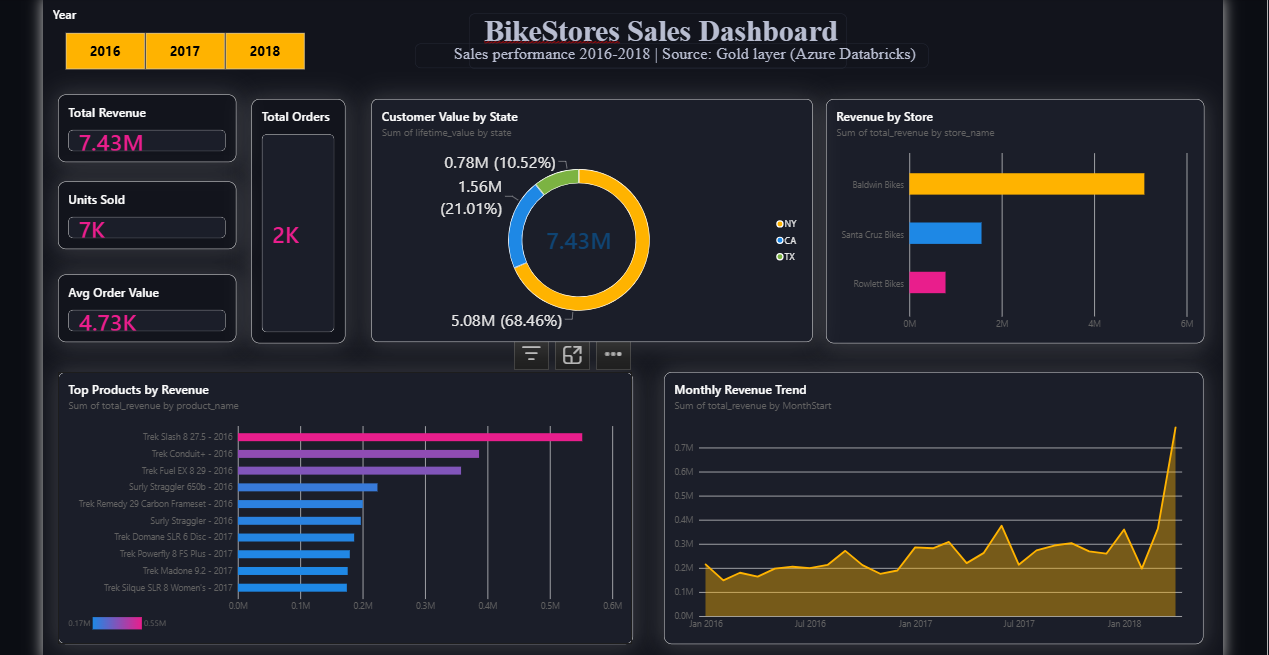 Year
2016 2017 2018
BikeStores Sales Dashboard
Sales performance 2016-2018 | Source: Gold layer (Azure Databricks)
Total Revenue
7.43M
Units Sold
7K
Avg Order Value
4.73K
Total Orders
2K
Customer Value by State
Sum of lifetime_value by state
0.78M (10.52%)
1.56M
(21.01%)
7.43M
5.08M (68.46%)
NY
CA
TX
Revenue by Store
Sum of total_revenue by store_name
Baldwin Bikes
Santa Cruz Bikes
Rowlett Bikes
0M 2M 4M 6M
Top Products by Revenue
Sum of total_revenue by product_name
Trek Slash 8 27.5 - 2016
Trek Conduit+ - 2016
Trek Fuel EX 8 29 - 2016
Surly Straggler 650b - 2016
Trek Remedy 29 Carbon Frameset - 2016
Surly Straggler - 2016
Trek Domane SLR 6 Disc - 2017
Trek Powerfly 8 FS Plus - 2017
Trek Madone 9.2 - 2017
Trek Silque SLR 8 Women's - 2017
0.0M 0.1M 0.2M 0.3M 0.4M 0.5M 0.6M
0.17M 0.55M
Monthly Revenue Trend
Sum of total_revenue by MonthStart
0.7M
0.6M
0.5M
0.4M
0.3M
0.2M
0.1M
0.0M
Jan 2016 Jul 2016 Jan 2017 Jul 2017 Jan 2018